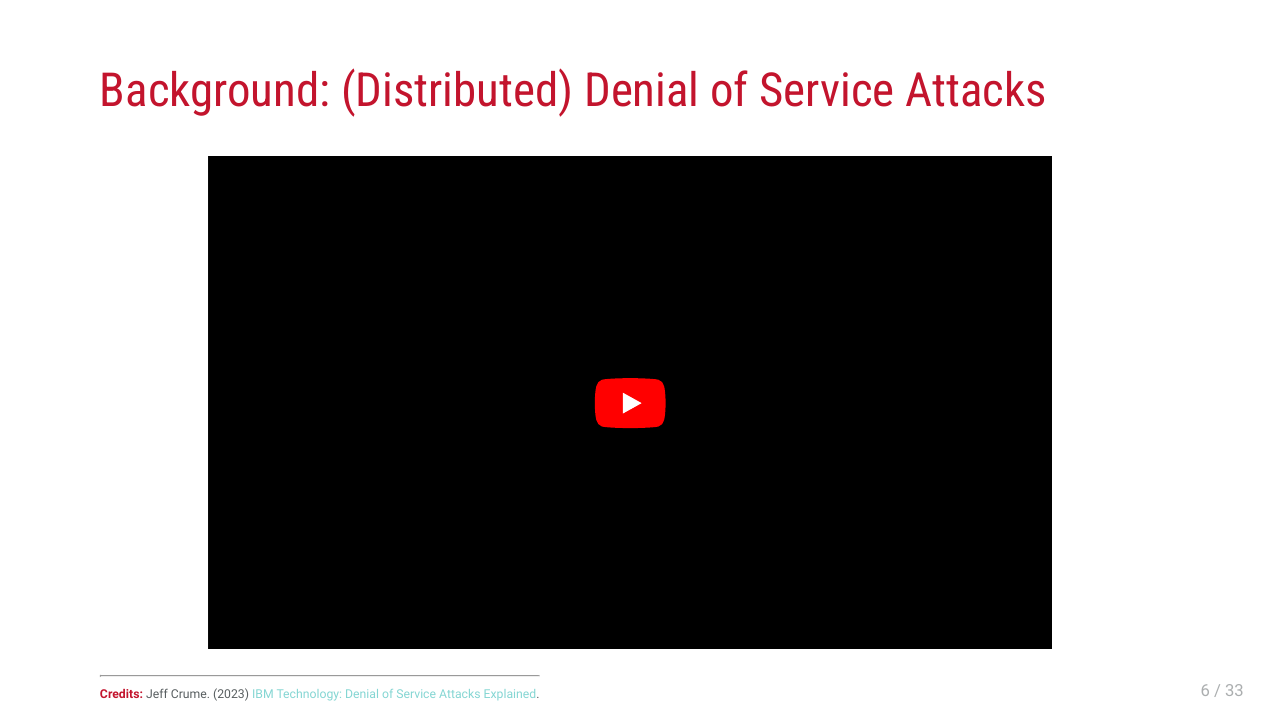 Background: (Distributed) Denial of Service Attacks
Credits: Jeff Crume. (2023) IBM Technology: Denial of Service Attacks Explained.
6 / 33